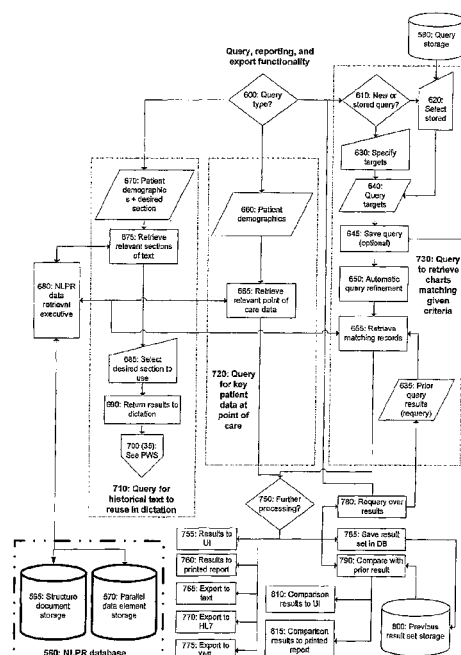 Query, reporting, and
export functionality
560: Query
storage
600: Query
type?
610: New or
stored query?
620:
Select
stored
630: Specify
targets
640:
Query
targets
670: Patient
demographic
s + desired
section
660: Patient
demographics
645: Save query
(optional)
675: Retrieve
relevant sections
of text
650: Automatic
query refinement
730: Query
to retrieve
charts
matching
given
criteria
680: NLPR
data
retrieval
executive
665: Retrieve
relevant point of
care data
655: Retrieve
matching records
685: Select
desired section to
use
720: Query
for key
patient
data at
point of
care
635: Prior
query
results
(requery)
690: Return results to
dictation
700 (35):
See PWS
710: Query for
historical text to
reuse in dictation
750: Further
processing?
780: Requery over
results
755: Results to
UI
785: Save result
set in DB
760: Results to
printed report
790: Compare with
prior result
765: Export to
text
810: Comparison
results to UI
770: Export to
HL7
815: Comparison
results to printed
report
800: Previous
result set storage
775: Export to
XML
565: Structure
document
storage
570: Parallel
data element
storage
560: NLPR database